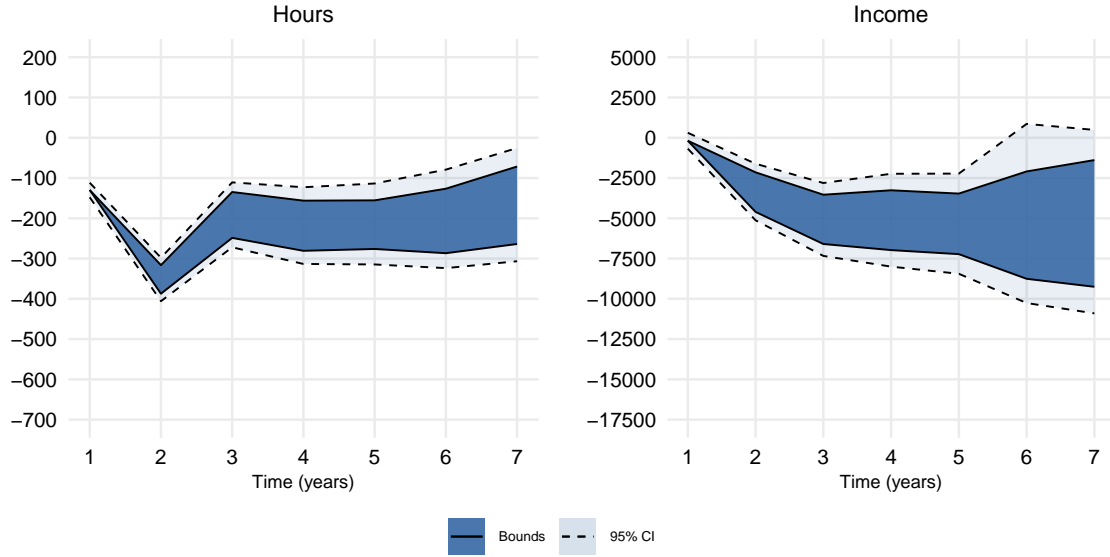 Hours
200
100
0
−100
−200
−300
−400
−500
−600
−700
1 2 3 4 5 6 7
Time (years)
Income
5000
2500
0
−2500
−5000
−7500
−10000
−12500
−15000
−17500
1 2 3 4 5 6 7
Time (years)
Bounds 95% CI